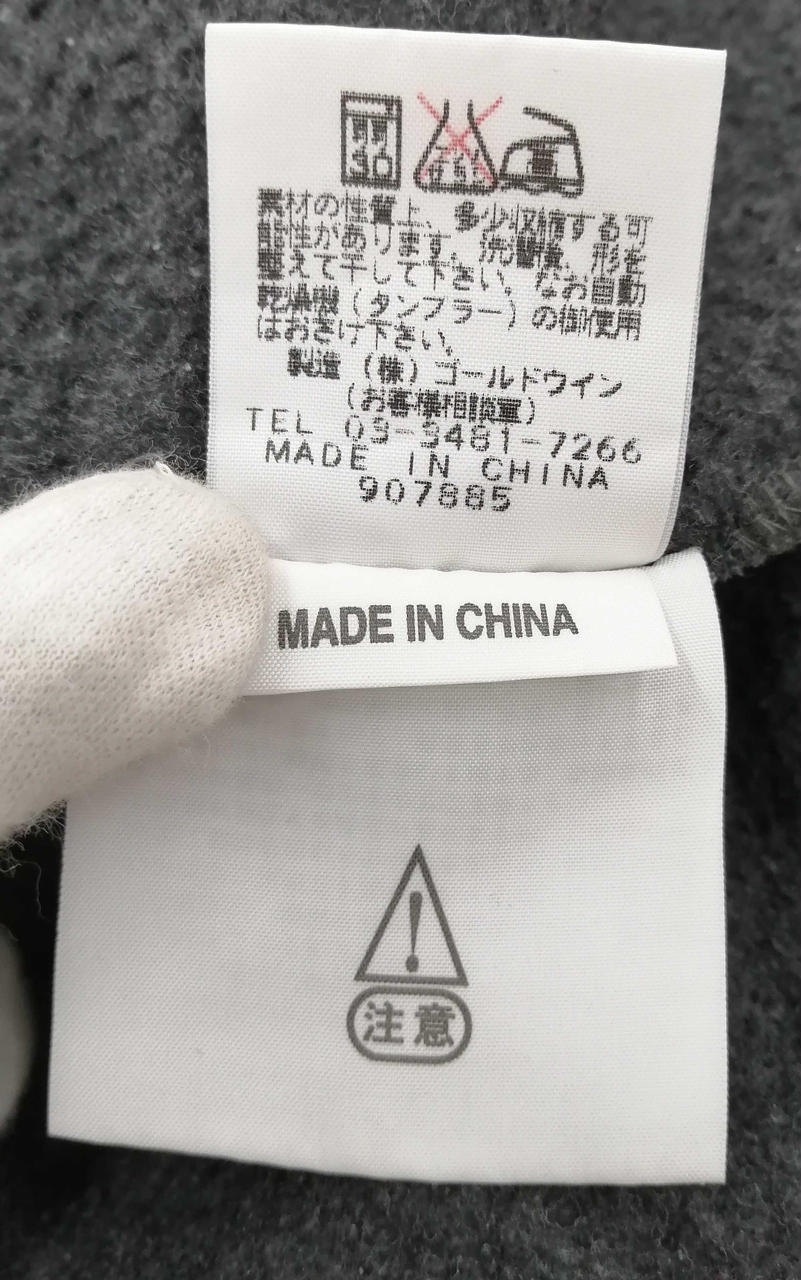 30
素材の性質上、多少収縮する可
能性があります。洗濯後、形を
整えて干して下さい。なお自動
乾燥機(タンブラー)の御使用
はおさけ下さい。
製造(株)ゴールドウイン
(お客様相談室)
TEL 03-3481-7266
MADE IN CHINA
907885
MADE IN CHINA
注意